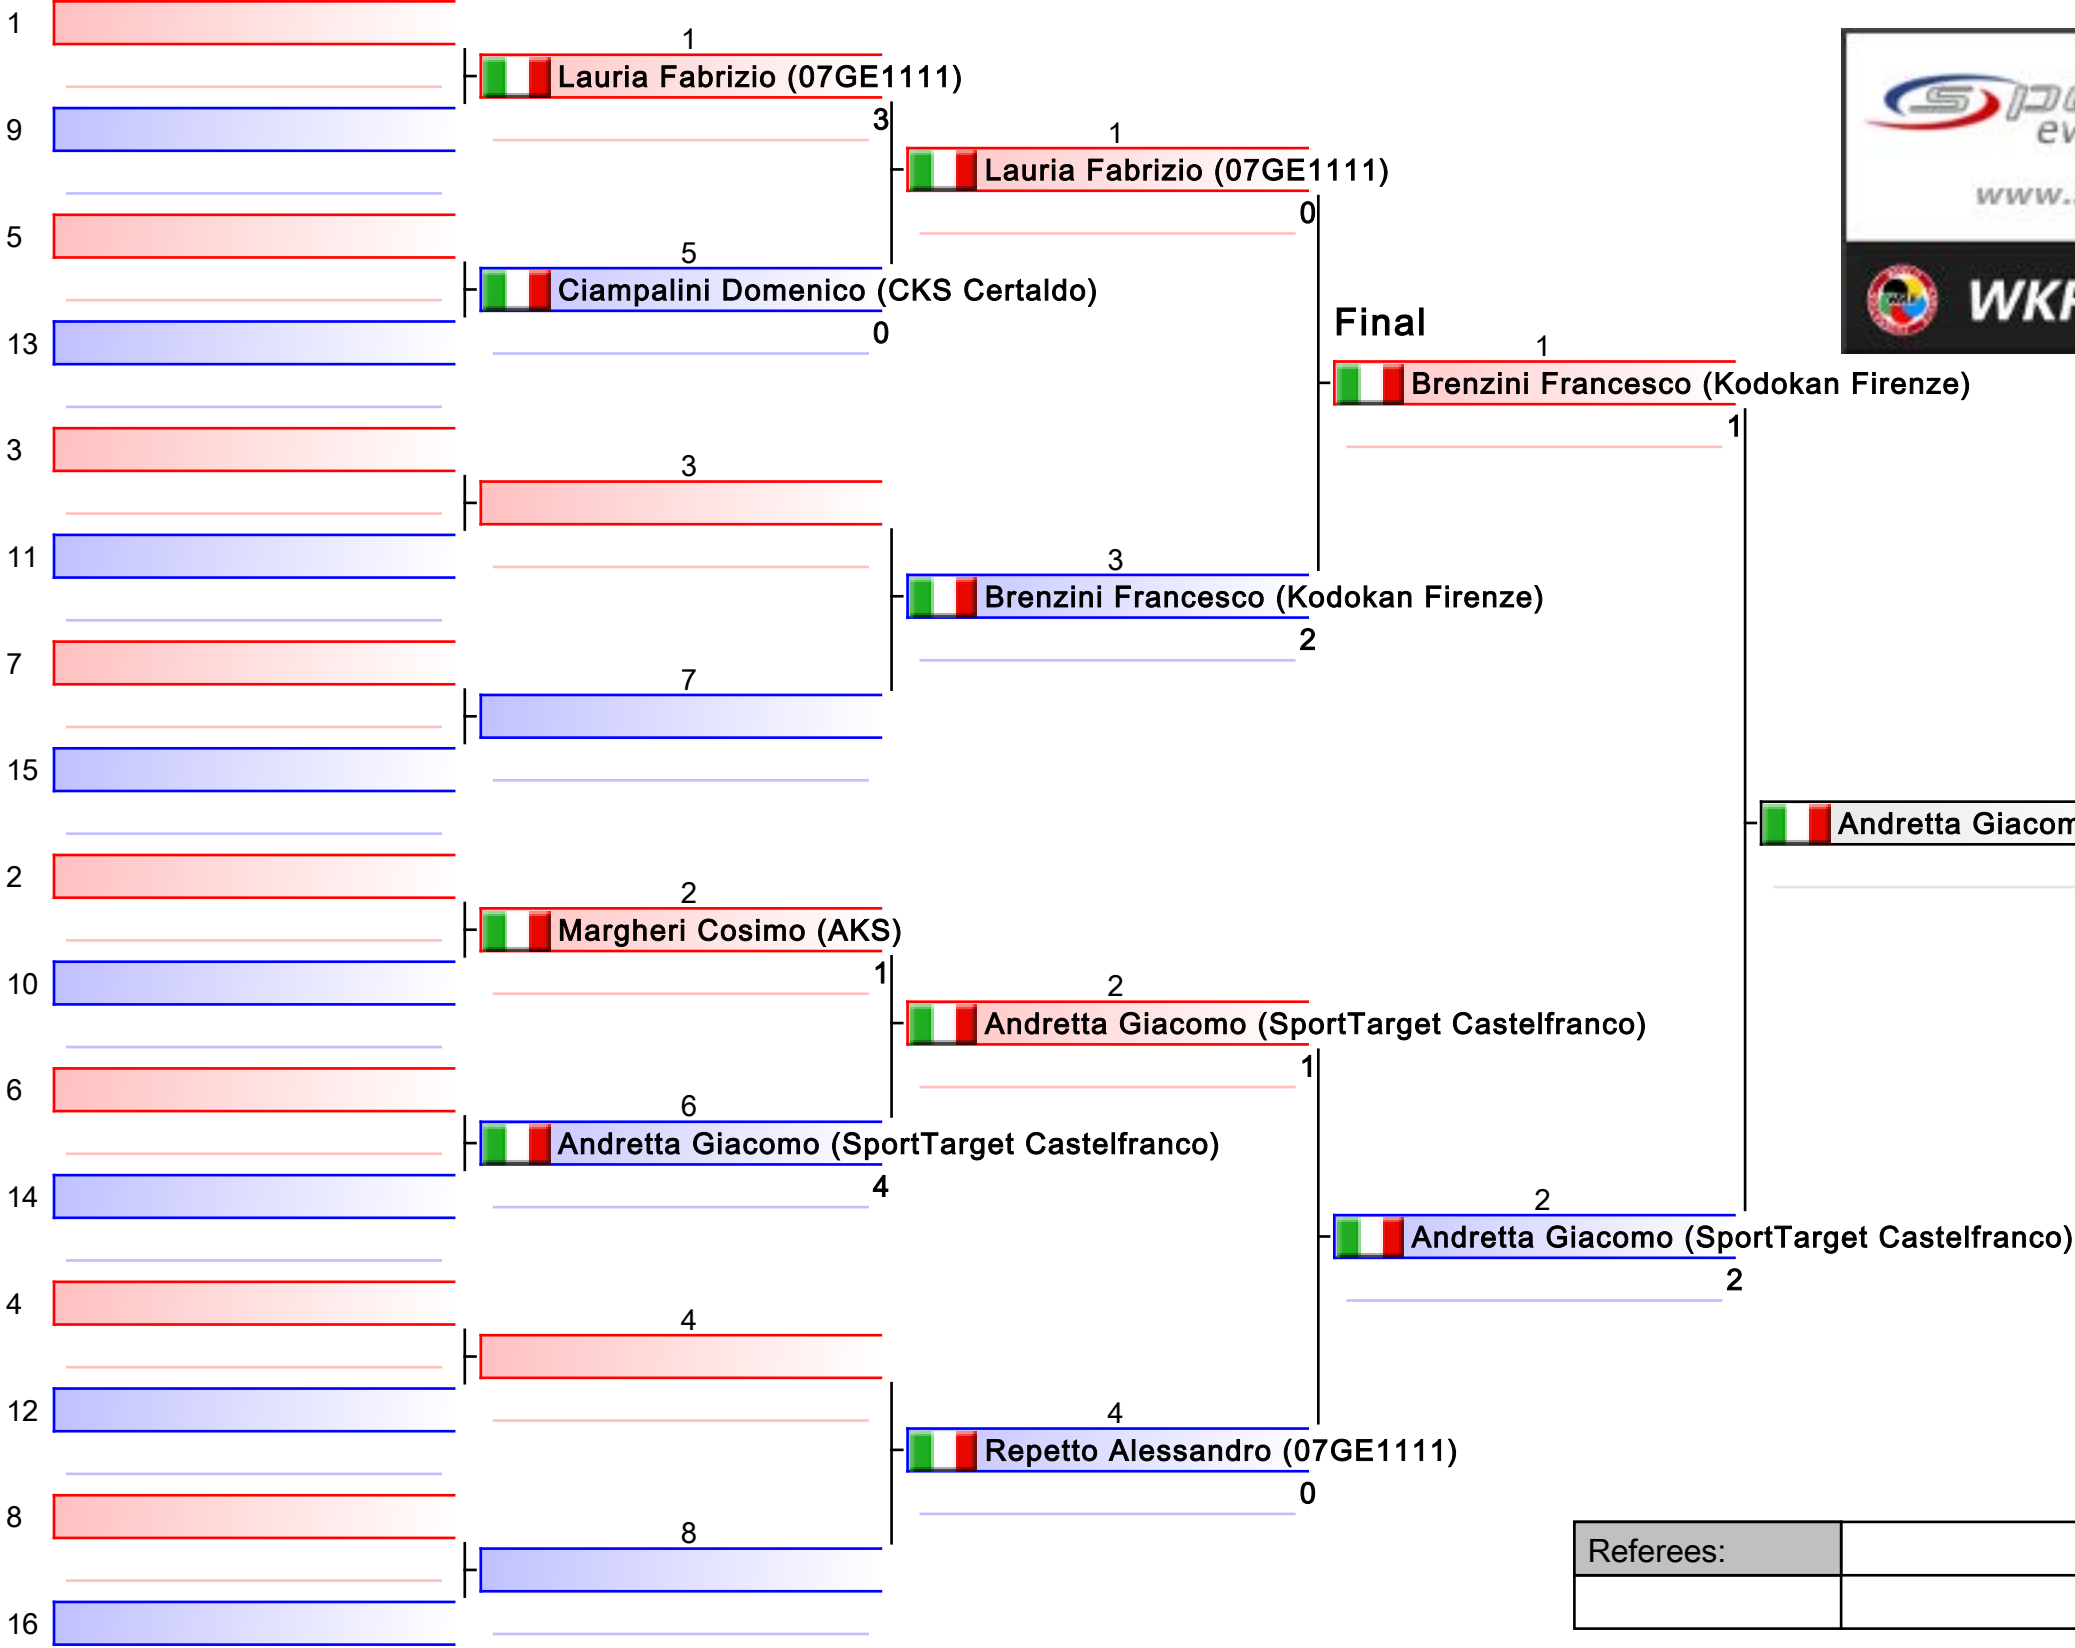 1
9
5
13
3
11
7
15
2
10
6
14
4
12
8
16
1
Lauria Fabrizio (07GE1111)
3
5
Ciampalini Domenico (CKS Certaldo)
0
3
7
2
Margheri Cosimo (AKS)
1
6
Andretta Giacomo (SportTarget Castelfranco)
4
4
8
1
Lauria Fabrizio (07GE1111)
0
3
Brenzini Francesco (Kodokan Firenze)
2
2
Andretta Giacomo (SportTarget Castelfranco)
1
4
Repetto Alessandro (07GE1111)
0
Final
1
Brenzini Francesco (Kodokan Firenze)
1
2
Andretta Giacomo (SportTarget Castelfranco)
2
Andretta Giacom
www.
WK
Referees: